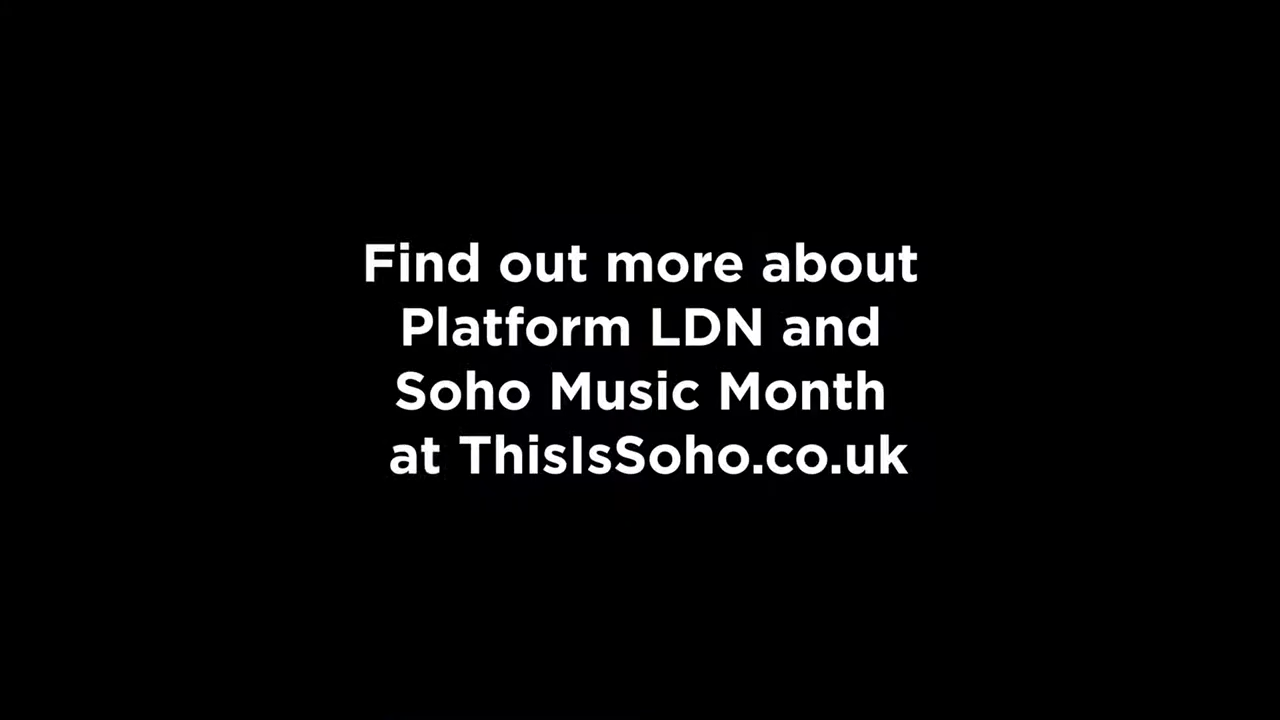 Find out more about
Platform LDN and
Soho Music Month
at ThisIsSoho.co.uk